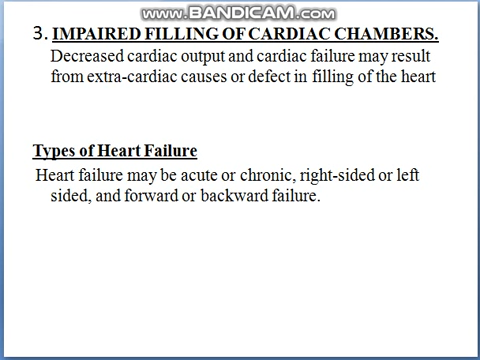 www.BANDICAM.com
3. IMPAIRED FILLING OF CARDIAC CHAMBERS.
Decreased cardiac output and cardiac failure may result
from extra-cardiac causes or defect in filling of the heart
Types of Heart Failure
Heart failure may be acute or chronic, right-sided or left
sided, and forward or backward failure.